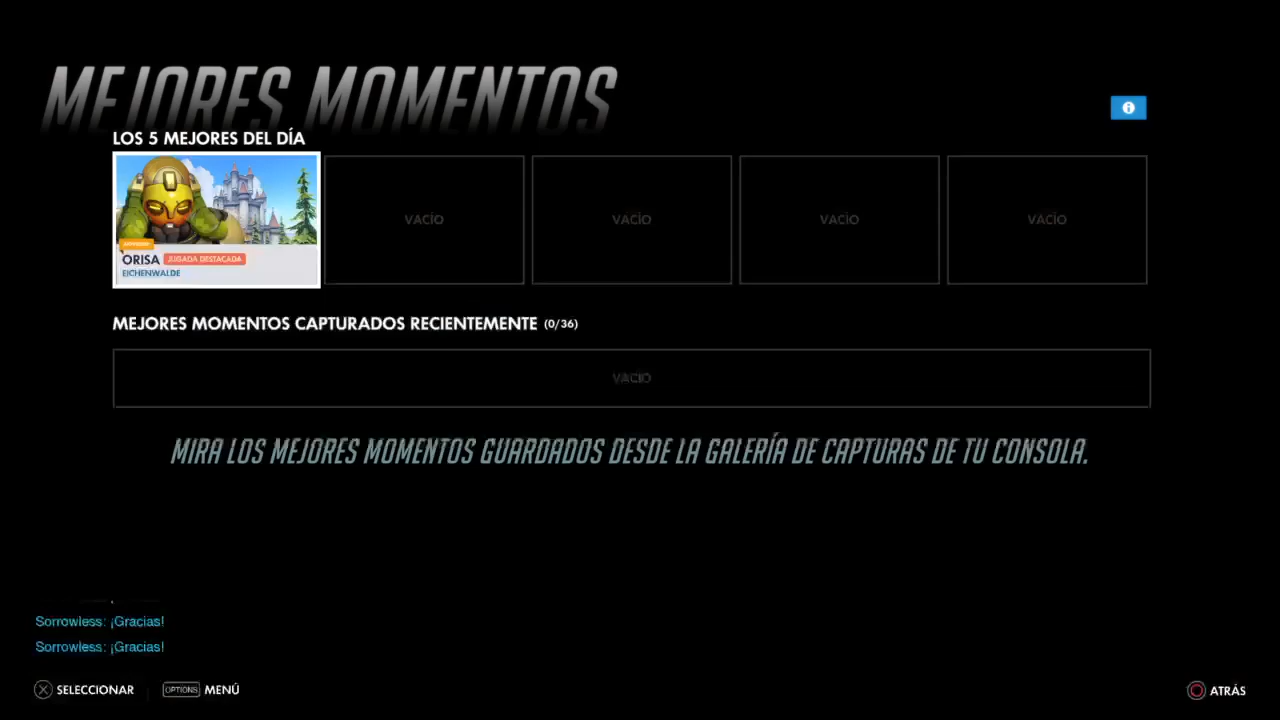 MEJORES MOMENTOS
LOS 5 MEJORES DEL DÍA
ORISA JUGADA DESTACADA
EICHENWALDE
VACÍO
VACÍO
VACÍO
VACÍO
MEJORES MOMENTOS CAPTURADOS RECIENTEMENTE (0/36)
VACÍO
MIRA LOS MEJORES MOMENTOS GUARDADOS DESDE LA GALERÍA DE CAPTURAS DE TU CONSOLA.
Sorrowless: ¡Gracias!
Sorrowless: ¡Gracias!
SELECCIONAR OPTIONS MENÚ
ATRÁS